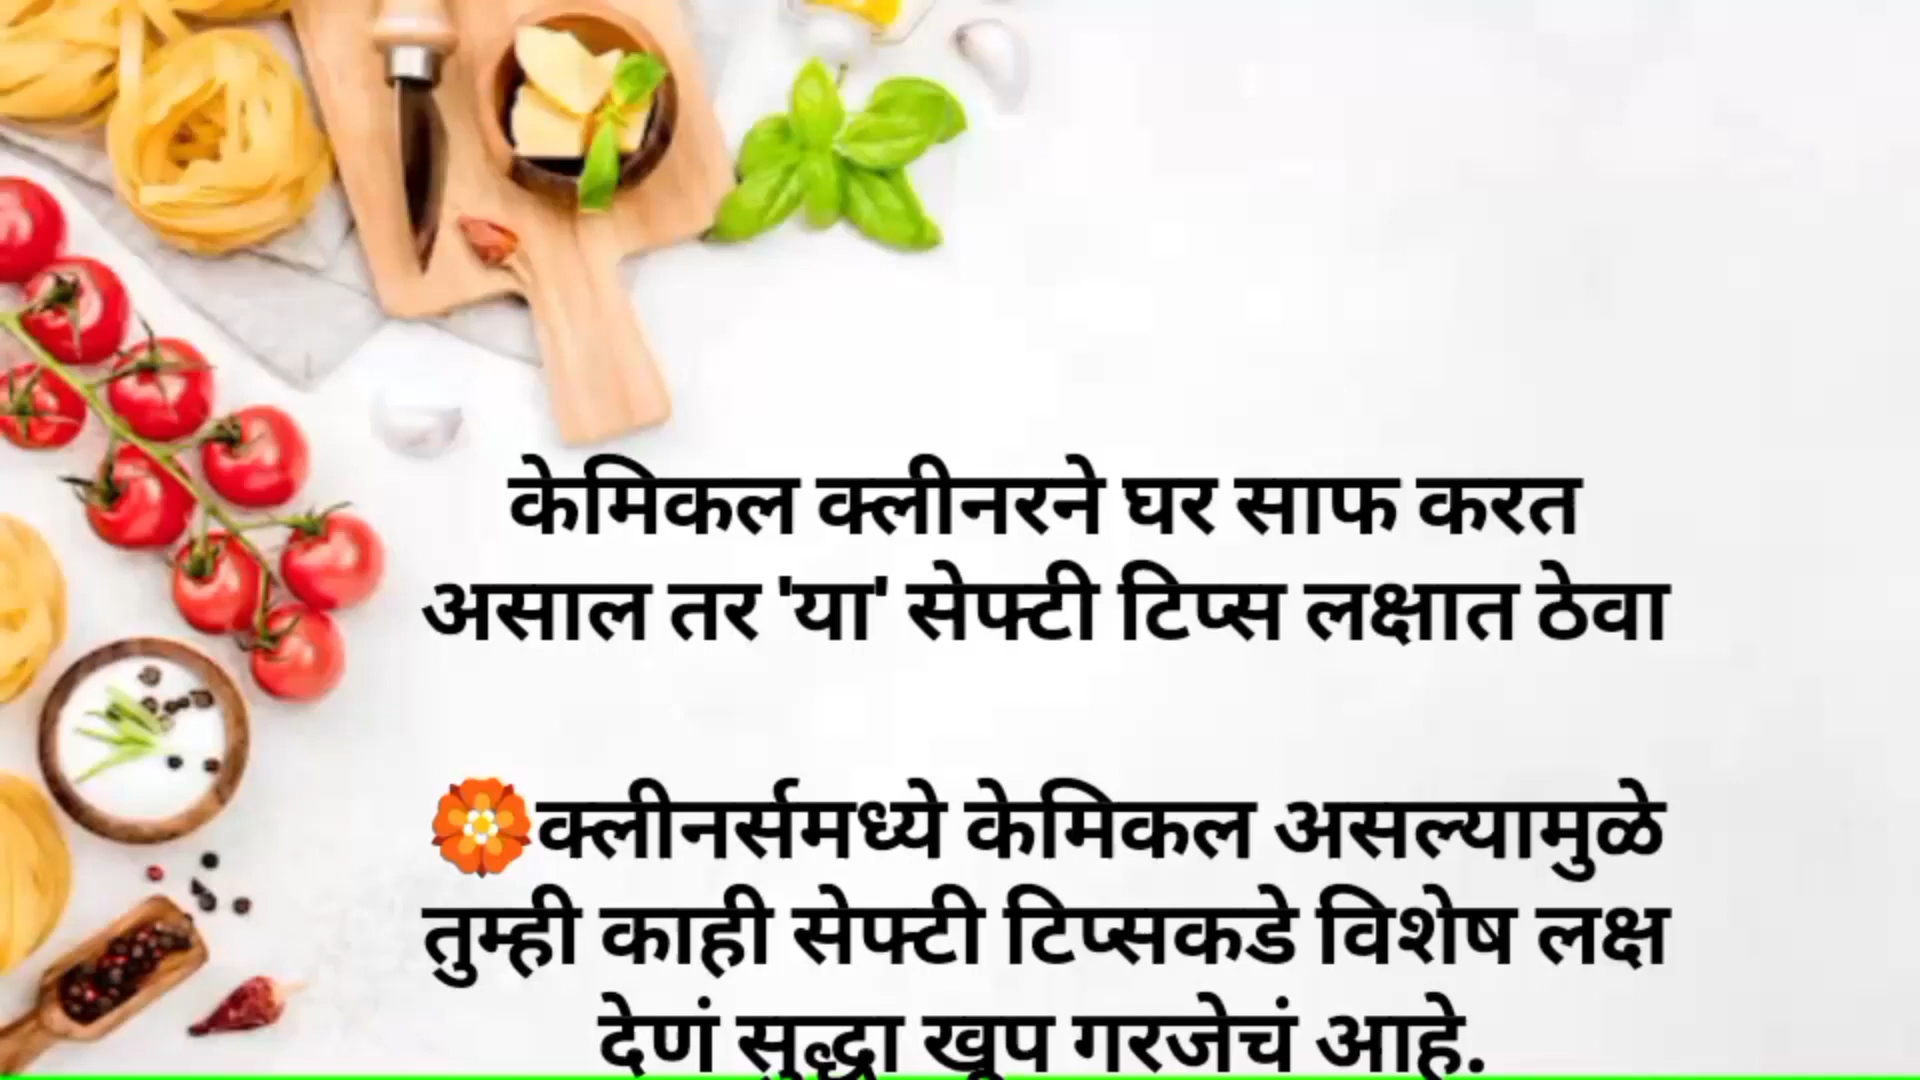 केमिकल क्लीनरने घर साफ करत
असाल तर 'या' सेफ्टी टिप्स लक्षात ठेवा
🏵️क्लीनर्समध्ये केमिकल असल्यामुळे
तुम्ही काही सेफ्टी टिप्सकडे विशेष लक्ष
देणं सुद्धा खूप गरजेचं आहे.